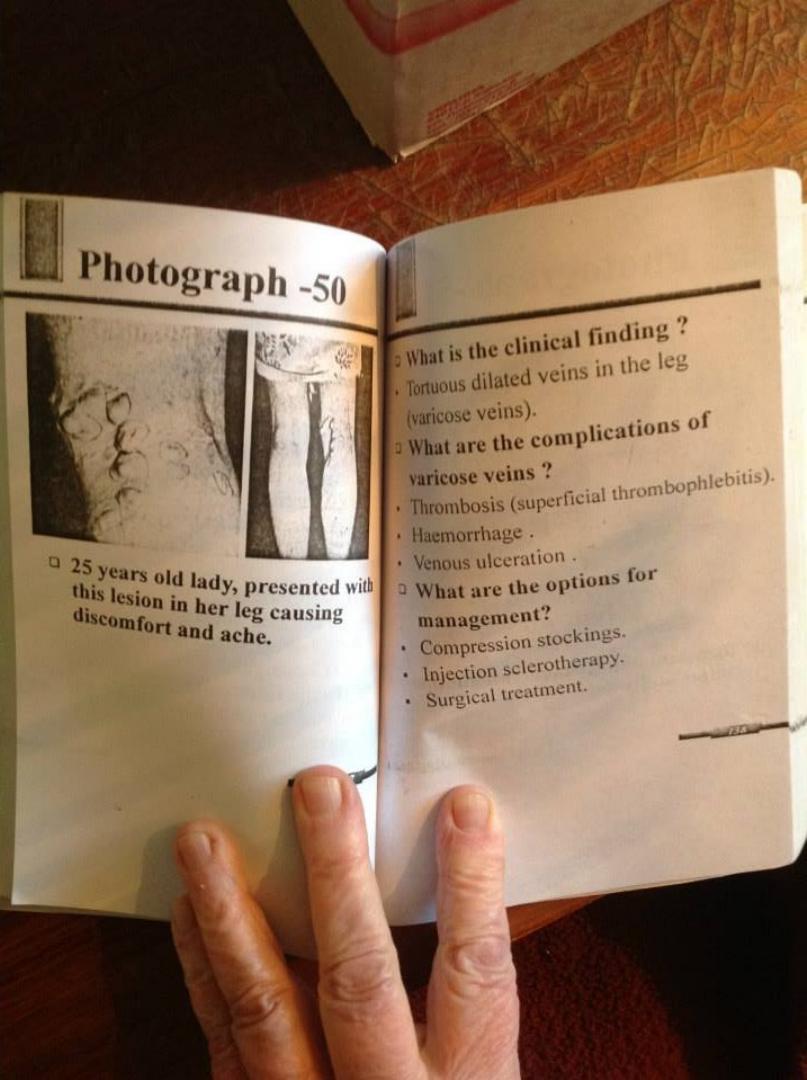 Photograph -50
25 years old lady, presented with
this lesion in her leg causing
discomfort and ache.
What is the clinical finding ?
Tortuous dilated veins in the leg
(varicose veins).
What are the complications of
varicose veins ?
Thrombosis (superficial thrombophlebitis).
Haemorrhage .
Venous ulceration .
What are the options for
management?
Compression stockings.
Injection sclerotherapy.
Surgical treatment.